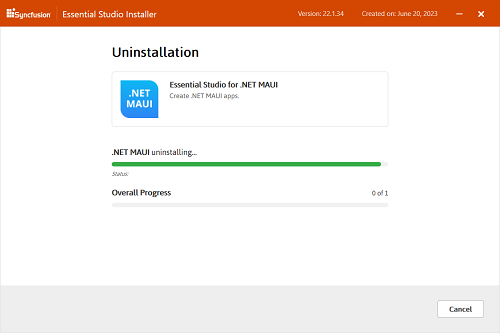 Syncfusion Essential Studio Installer Version: 22.1.34 Created on: June 20, 2023
Uninstallation
.NET
MAUI
Essential Studio for .NET MAUI
Create .NET MAUI apps.
.NET MAUI uninstalling...
Status:
Overall Progress 0 of 1
Cancel